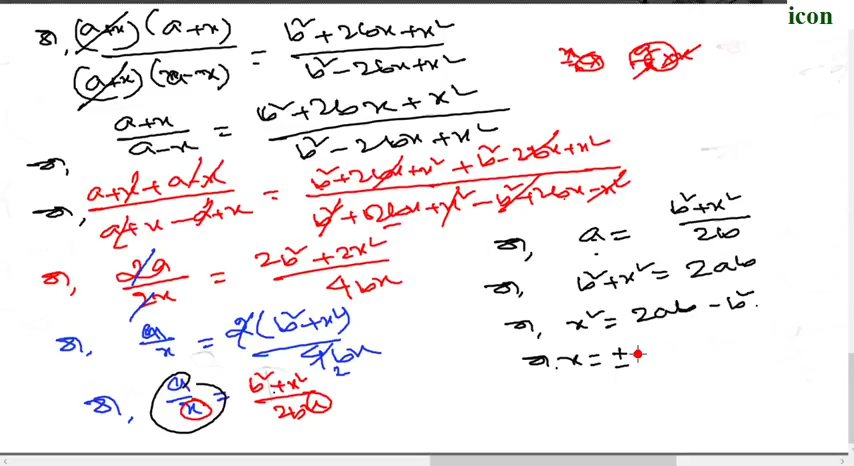 icon
বা, (a+x)(a+x)/(a+x)(a-x) = b²+2bx+x²/b²-2bx+x²
বা, a+x/a-x = b²+2bx+x²/b²-2bx+x²
বা, a+x+a-x/a+x-a+x = b²+2bx+x²+b²-2bx+x²/b²+2bx+x²-b²+2bx-x²
বা, 2a/2x = 2b²+2x²/4bx
বা, a/x = 2(b²+x²)/4bx 2
বা, a/x = b²+x²/2bx
বা, a = b²+x²/2b
বা, b²+x² = 2ab
বা, x² = 2ab-b².
বা, x = ±